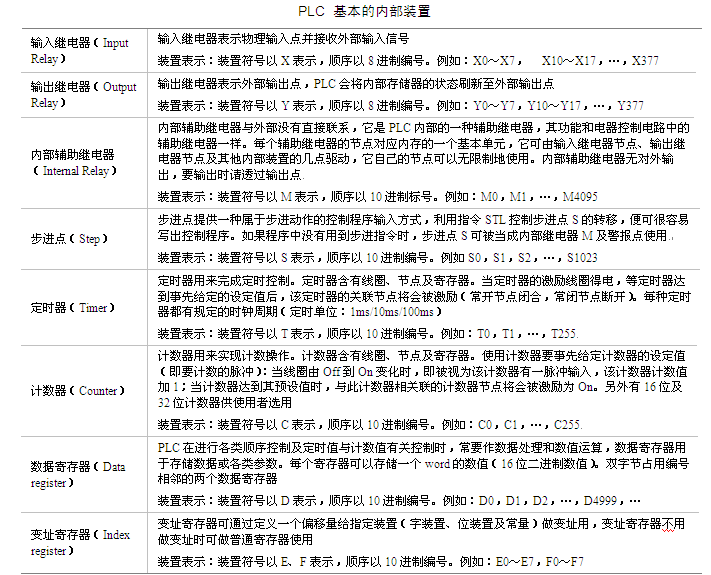 PLC 基本的内部装置
输入继电器（Input
Relay）
输入继电器表示物理输入点并接收外部输入信号
装置表示：装置符号以 X 表示，顺序以 8 进制编号。例如：X0～X7， X10～X17，…，X377
输出继电器（Output
Relay）
输出继电器表示外部输出点，PLC 会将内部存储器的状态刷新至外部输出点
装置表示：装置符号以 Y 表示，顺序以 8 进制编号。例如：Y0～Y7，Y10～Y17，…，Y377
内部辅助继电器
（Internal Relay）
内部辅助继电器与外部没有直接联系，它是 PLC 内部的一种辅助继电器，其功能和电器控制电路中的
辅助继电器一样。每个辅助继电器的节点对应内存的一个基本单元，它可由输入继电器节点、输出继
电器节点及其他内部装置的几点驱动，它自己的节点可以无限制地使用。内部辅助继电器无对外输
出，要输出时请透过输出点.
装置表示：装置符号以 M 表示，顺序以 10 进制标号。例如：M0，M1，…，M4095
步进点（Step）
步进点提供一种属于步进动作的控制程序输入方式，利用指令 STL 控制步进点 S 的转移，便可很容易
写出控制程序。如果程序中没有用到步进指令时，步进点 S 可被当成内部继电器 M 及警报点使用.
装置表示：装置符号以 S 表示，顺序以 10 进制编号。例如 S0，S1，S2，…，S1023
定时器（Timer）
定时器用来完成定时控制。定时器含有线圈、节点及寄存器。当定时器的激励线圈得电，等定时器达
到事先给定的设定值后，该定时器的关联节点将会被激励（常开节点闭合，常闭节点断开）。每种定时
器都有规定的时钟周期（定时单位：1ms/10ms/100ms）
装置表示：装置符号以 T 表示，顺序以 10 进制编号。例如：T0，T1，…，T255.
计数器（Counter）
计数器用来实现计数操作。计数器含有线圈、节点及寄存器。使用计数器要事先给定计数器的设定值
（即要计数的脉冲）：当线圈由 Off 到 On 变化时，即被视为该计数器有一脉冲输入，该计数器计数值
加 1；当计数器达到其预设值时，与此计数器相关联的计数器节点将会被激励为 On。另外有 16 位及
32 位计数器供使用者选用
装置表示：装置符号以 C 表示，顺序以 10 进制编号。例如：C0，C1，…，C255.
数据寄存器（Data
register）
PLC 在进行各类顺序控制及定时值与计数值有关控制时，常要作数据处理和数值运算，数据寄存器用
于存储数据或各类参数。每个寄存器可以存储一个 word 的数值（16 位二进制数值）。双字节占用编号
相邻的两个数据寄存器
装置表示：装置符号以 D 表示，顺序以 10 进制编号。例如：D0，D1，D2，…，D4999，…
变址寄存器（Index
register）
变址寄存器可通过定义一个偏移量给指定装置（字装置、位装置及常量）做变址用，变址寄存器不用
做变址时可做普通寄存器使用
装置表示：装置符号以 E、F 表示，顺序以 10 进制编号。例如：E0～E7，F0～F7